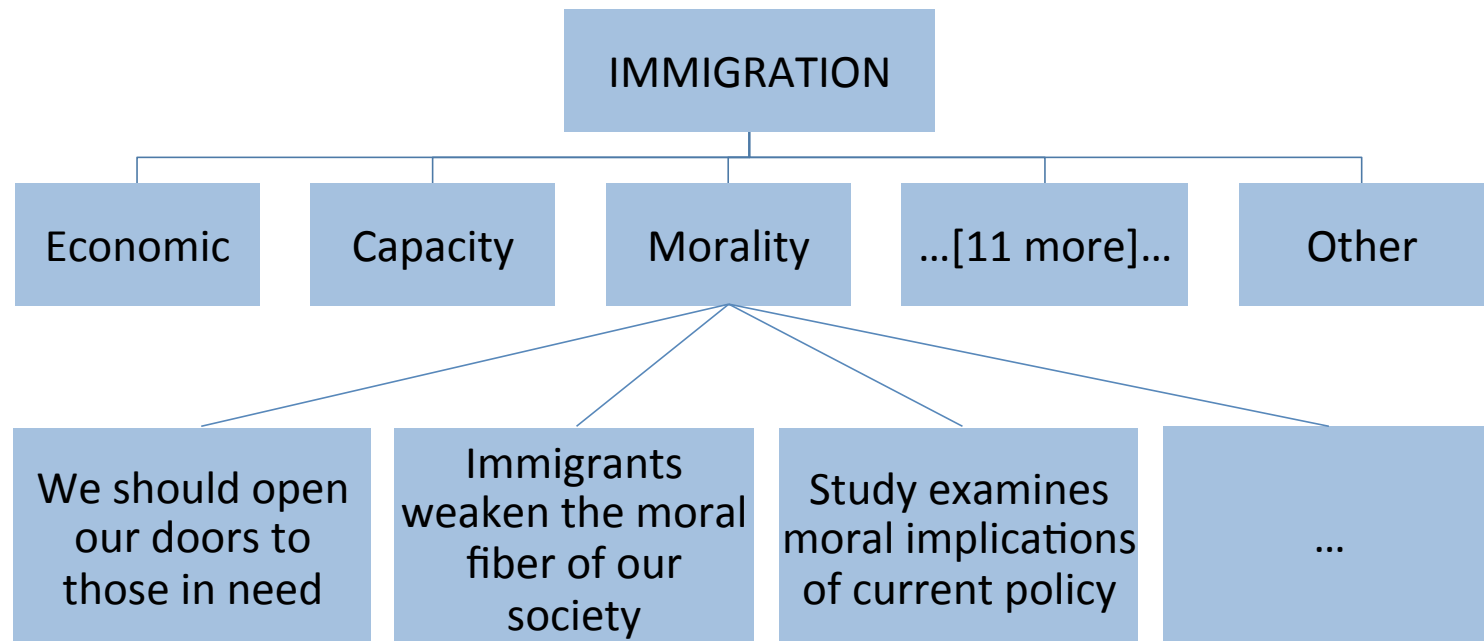 IMMIGRATION
Economic
Capacity
Morality
…[11 more]…
Other
We should open
our doors to
those in need
Immigrants
weaken the moral
fiber of our
society
Study examines
moral implications
of current policy
…